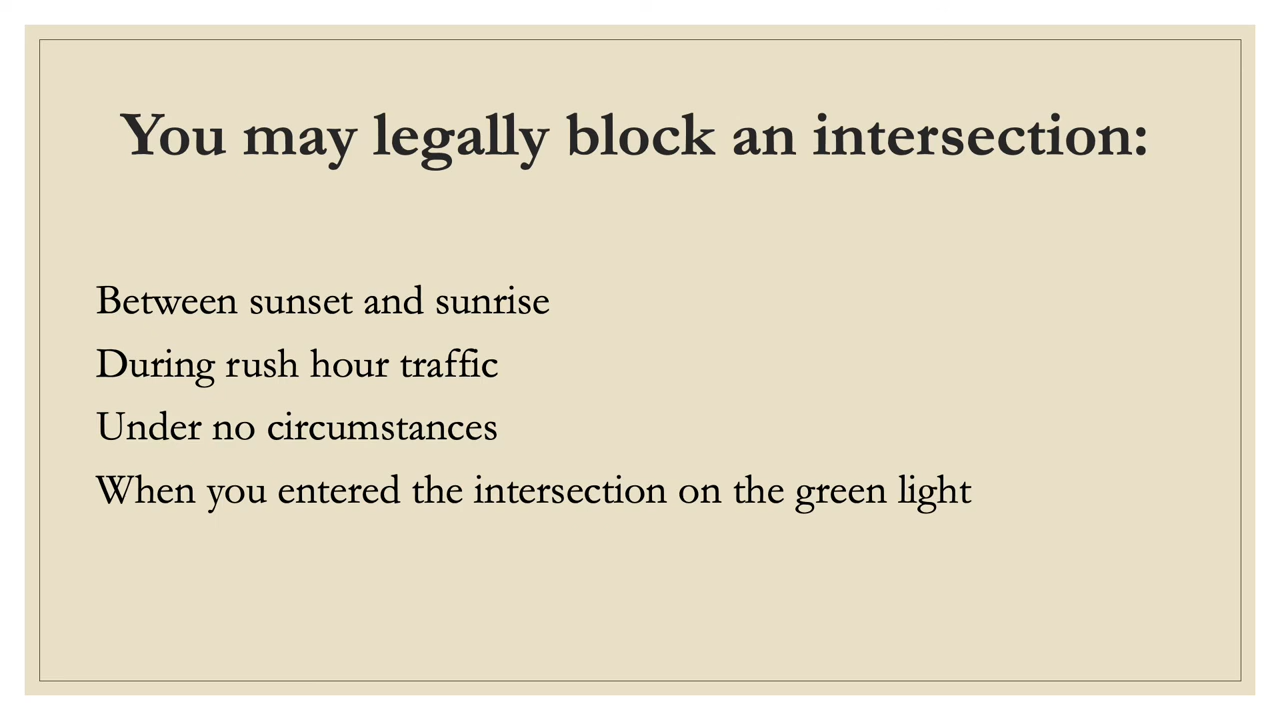 You may legally block an intersection:
Between sunset and sunrise
During rush hour traffic
Under no circumstances
When you entered the intersection on the green light